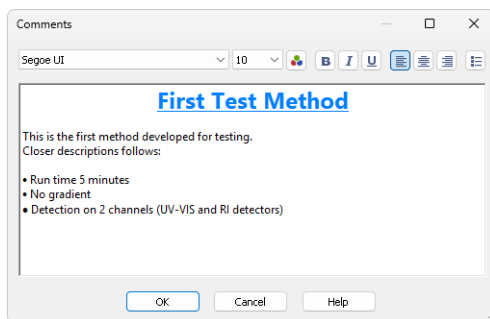 Comments
Segoe UI 10 B I U
First Test Method
This is the first method developed for testing.
Closer descriptions follows:
• Run time 5 minutes
• No gradient
• Detection on 2 channels (UV-VIS and RI detectors)
OK Cancel Help